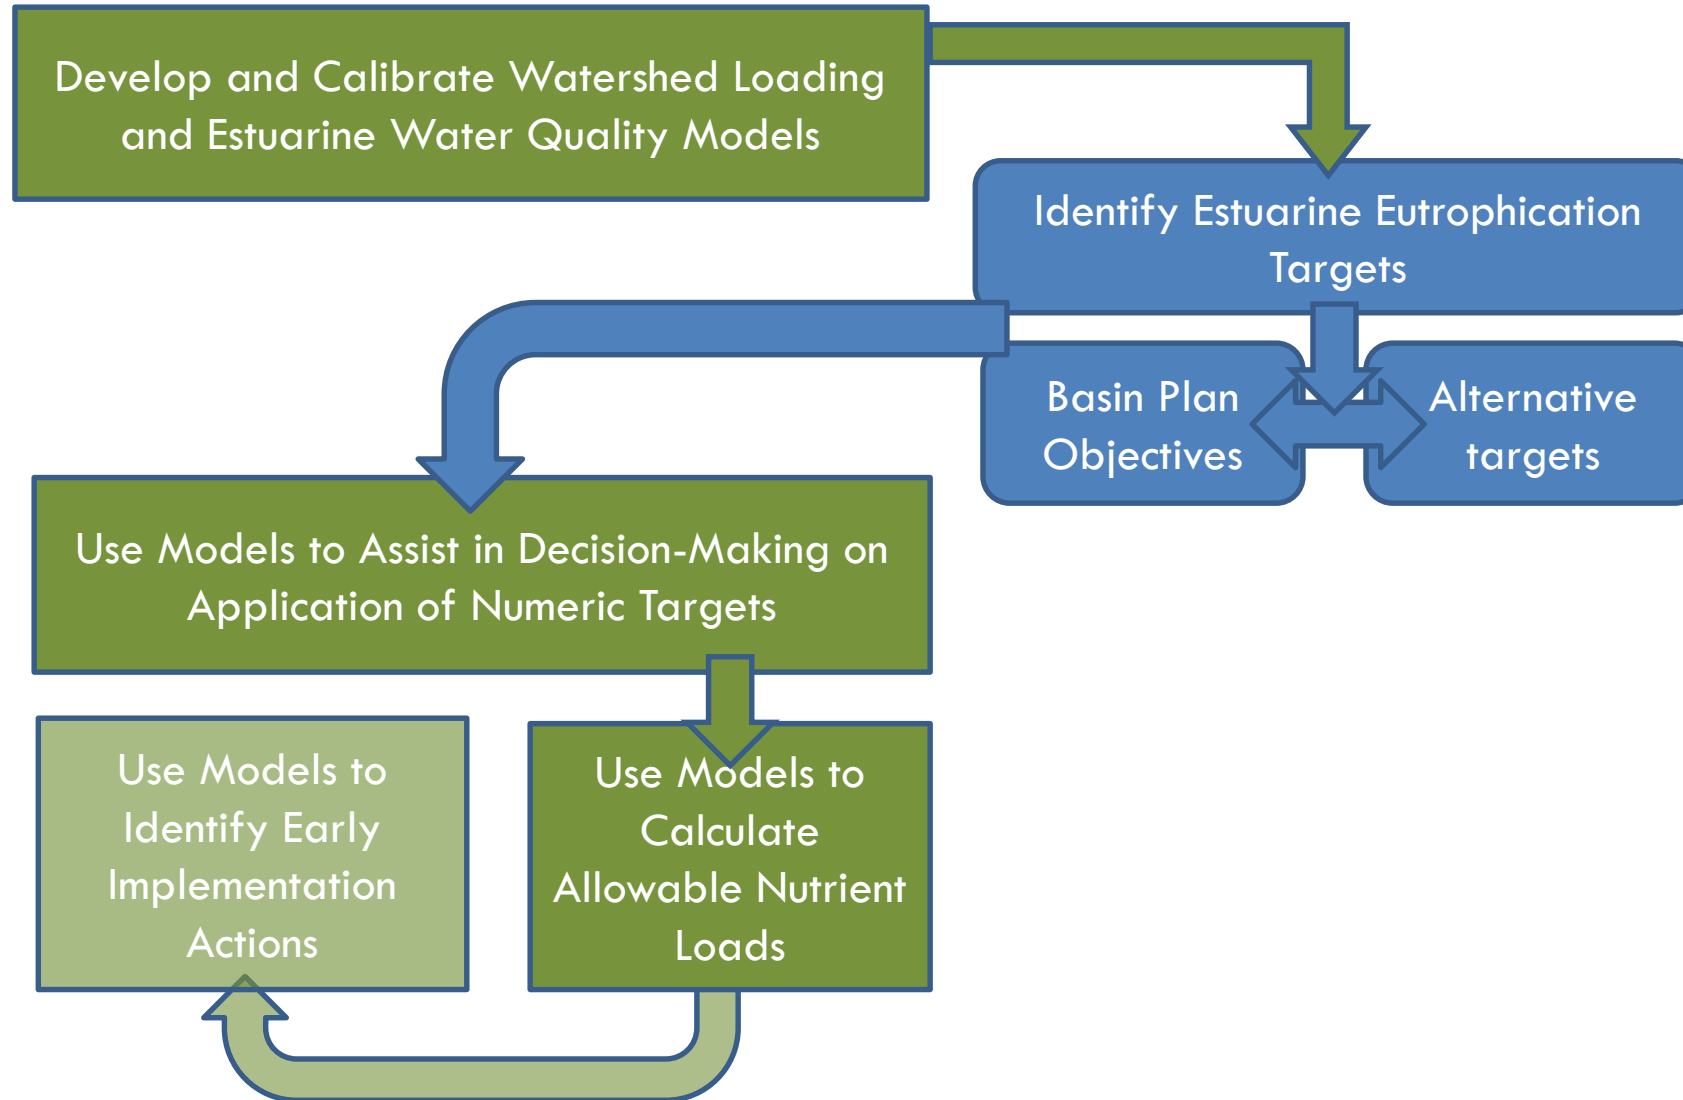 Develop and Calibrate Watershed Loading
and Estuarine Water Quality Models
Identify Estuarine Eutrophication
Targets
Basin Plan
Objectives
Alternative
targets
Use Models to Assist in Decision-Making on
Application of Numeric Targets
Use Models to
Identify Early
Implementation
Actions
Use Models to
Calculate
Allowable Nutrient
Loads